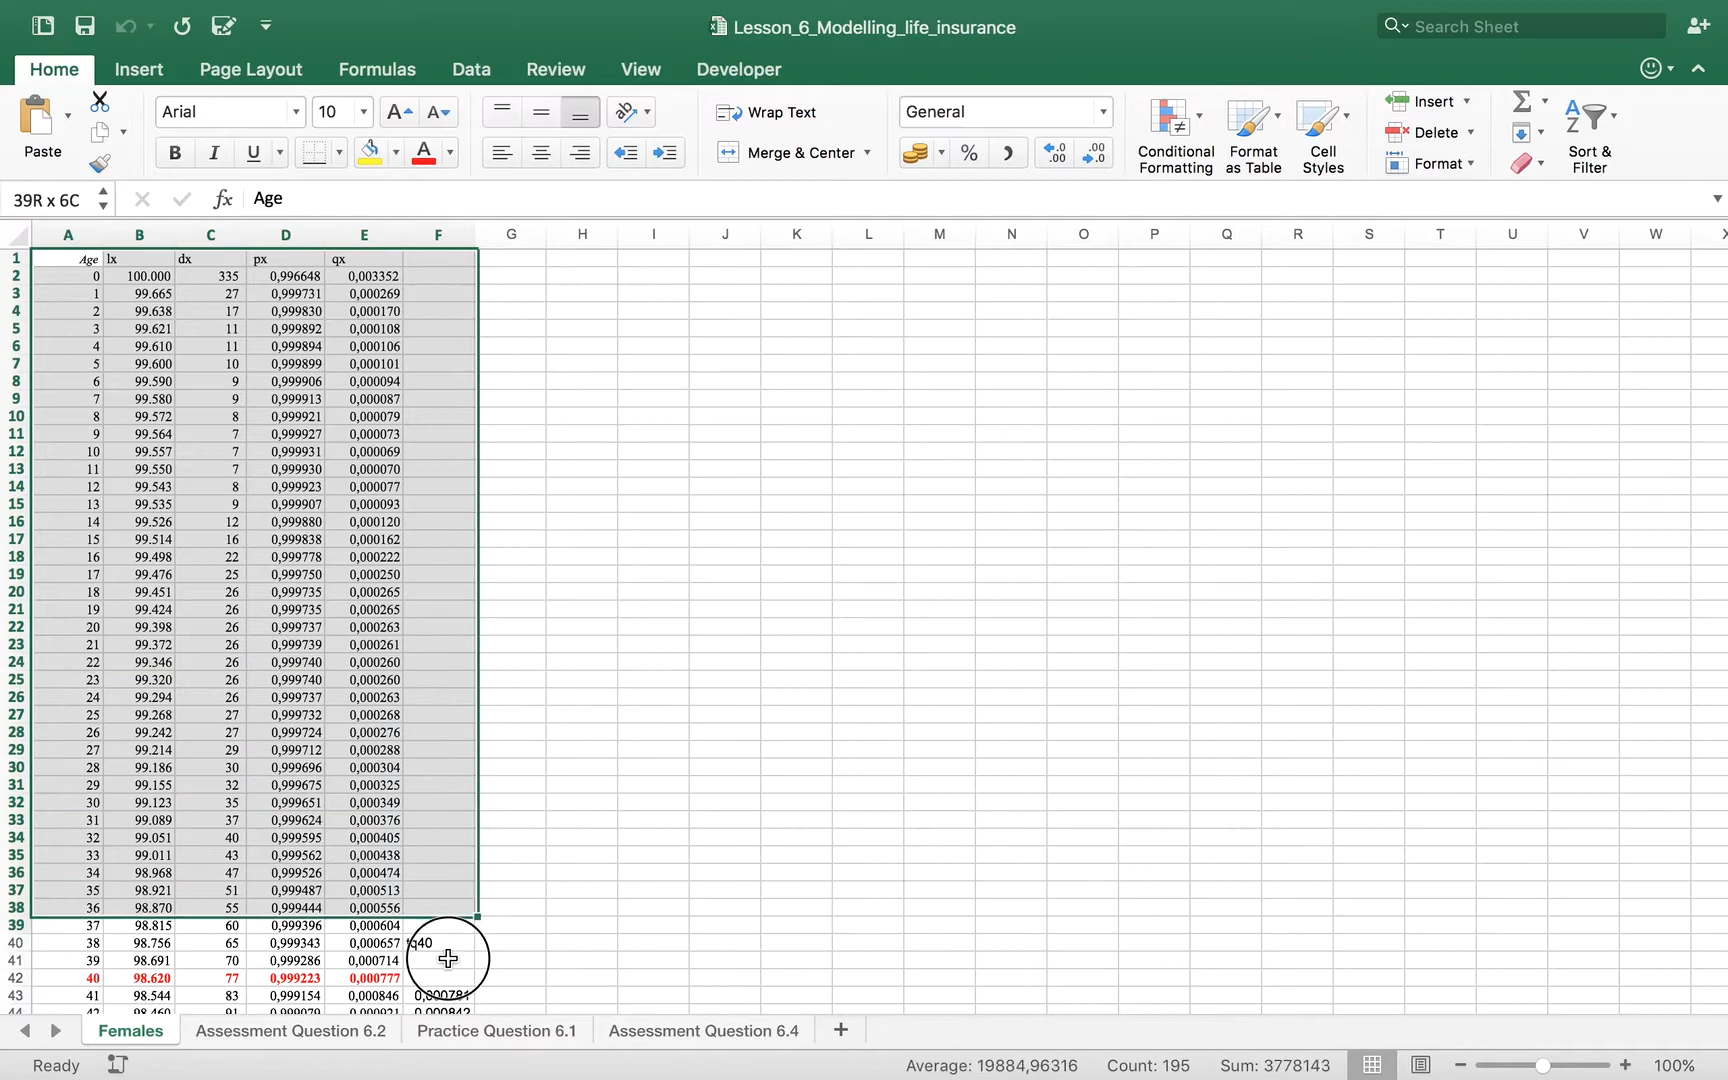 Lesson_6_Modelling_life_insurance
Search Sheet
Home Insert Page Layout Formulas Data Review View Developer
Paste
Arial 10
Wrap Text
Merge & Center
General
Conditional Formatting
Format as Table
Cell Styles
Insert
Delete
Format
Sort & Filter
39R x 6C fx Age
A B C D E F G H I J K L M N O P Q R S T U V W X
1 Age lx dx px qx
2 0 100.000 335 0,996648 0,003352
3 1 99.665 27 0,999731 0,000269
4 2 99.638 17 0,999830 0,000170
5 3 99.621 11 0,999892 0,000108
6 4 99.610 11 0,999894 0,000106
7 5 99.600 10 0,999899 0,000101
8 6 99.590 9 0,999906 0,000094
9 7 99.580 9 0,999913 0,000087
10 8 99.572 8 0,999921 0,000079
11 9 99.564 7 0,999927 0,000073
12 10 99.557 7 0,999931 0,000069
13 11 99.550 7 0,999930 0,000070
14 12 99.543 8 0,999923 0,000077
15 13 99.535 9 0,999907 0,000093
16 14 99.526 12 0,999880 0,000120
17 15 99.514 16 0,999838 0,000162
18 16 99.498 22 0,999778 0,000222
19 17 99.476 25 0,999750 0,000250
20 18 99.451 26 0,999735 0,000265
21 19 99.424 26 0,999735 0,000265
22 20 99.398 26 0,999737 0,000263
23 21 99.372 26 0,999739 0,000261
24 22 99.346 26 0,999740 0,000260
25 23 99.320 26 0,999740 0,000260
26 24 99.294 26 0,999737 0,000263
27 25 99.268 27 0,999732 0,000268
28 26 99.242 27 0,999724 0,000276
29 27 99.214 29 0,999712 0,000288
30 28 99.186 30 0,999696 0,000304
31 29 99.155 32 0,999675 0,000325
32 30 99.123 35 0,999651 0,000349
33 31 99.089 37 0,999624 0,000376
34 32 99.051 40 0,999595 0,000405
35 33 99.011 43 0,999562 0,000438
36 34 98.968 47 0,999526 0,000474
37 35 98.921 51 0,999487 0,000513
38 36 98.870 55 0,999444 0,000556
39 37 98.815 60 0,999396 0,000604
40 38 98.756 65 0,999343 0,000657
41 39 98.691 70 0,999286 0,000714
42 40 98.620 77 0,999223 0,000777
43 41 98.544 83 0,999154 0,000846 0,000781
44 42 98.460 91 0,999079 0,000921 0,000842
Females Assessment Question 6.2 Practice Question 6.1 Assessment Question 6.4
Ready Average: 19884,96316 Count: 195 Sum: 3778143 100%